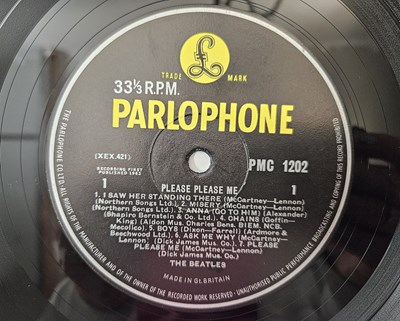 £
TRADE MARK
33⅓ R.P.M.
PARLOPHONE
(XEX.421)
RECORDING FIRST
PUBLISHED 1963
PMC 1202
1 PLEASE PLEASE ME 1
1. I SAW HER STANDING THERE (McCartney-Lennon)
(Northern Songs Ltd.) 2. MISERY (McCartney-Lennon)
(Northern Songs Ltd.) 3. ANNA (GO TO HIM) (Alexander)
(Shapiro Bernstein & Co. Ltd.) 4. CHAINS (Goffin-
King) (Aldon Mus. Charles Bens. BIEM. NCB.
Mecolico). 5. BOYS (Dixon—Farrell) (Ardmore &
Beechwood Ltd.) 6. ASK ME WHY (McCartney-
Lennon) (Dick James Mus. Co.) 7. PLEASE
PLEASE ME (McCartney-Lennon)
(Dick James Mus. Co.)
THE BEATLES
MADE IN Gt. BRITAIN
THE PARLOPHONE CO LTD. ALL RIGHTS OF THE MANUFACTURER AND OF THE OWNER OF THE RECORDED WORK RESERVED UNAUTHORISED PUBLIC PERFORMANCE BROADCASTING AND COPYING OF THIS RECORD PROHIBITED